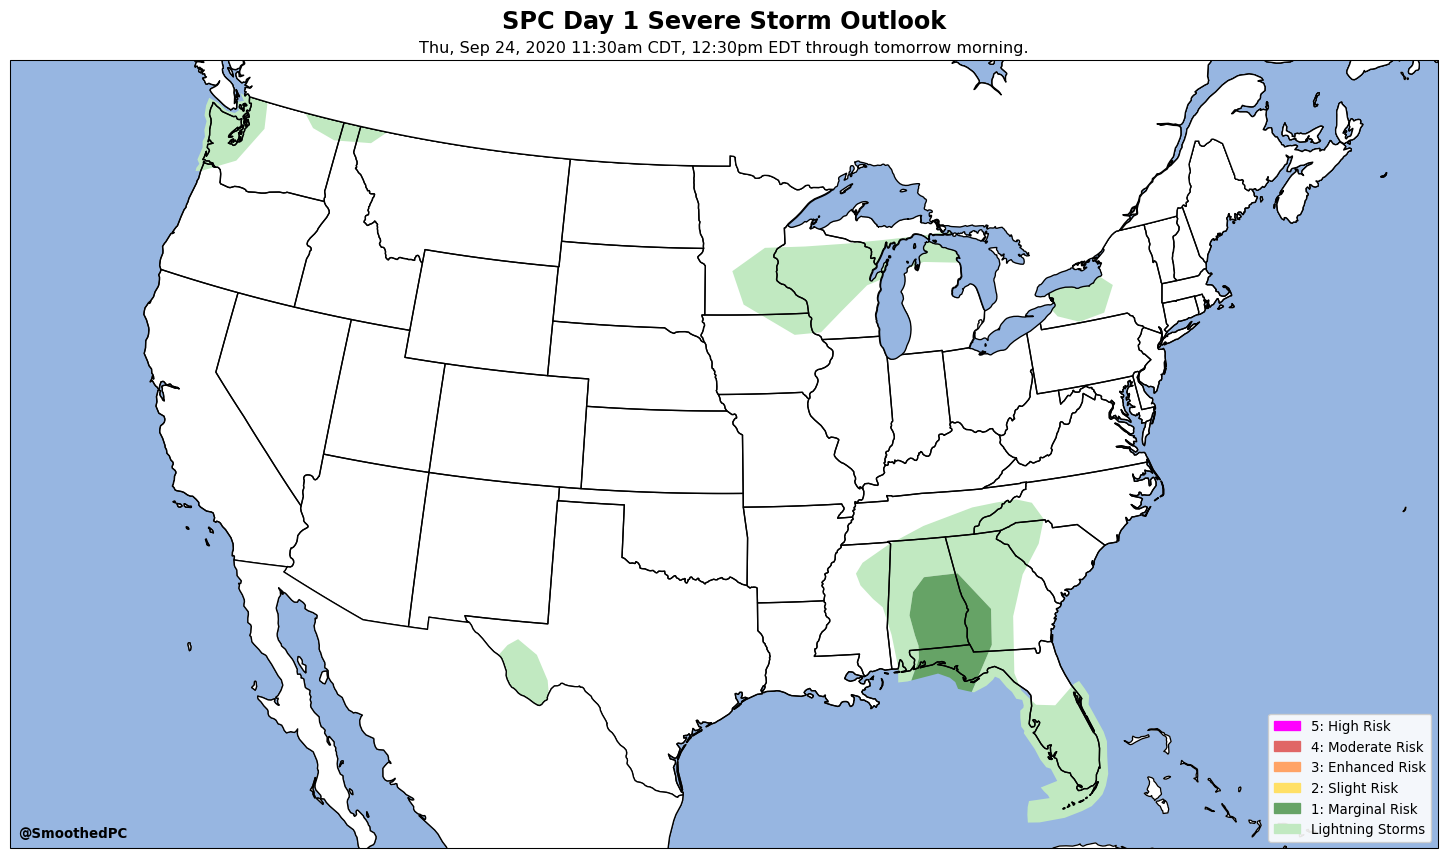 SPC Day 1 Severe Storm Outlook
Thu, Sep 24, 2020 11:30am CDT, 12:30pm EDT through tomorrow morning.
5: High Risk
4: Moderate Risk
3: Enhanced Risk
2: Slight Risk
1: Marginal Risk
Lightning Storms
@SmoothedPC